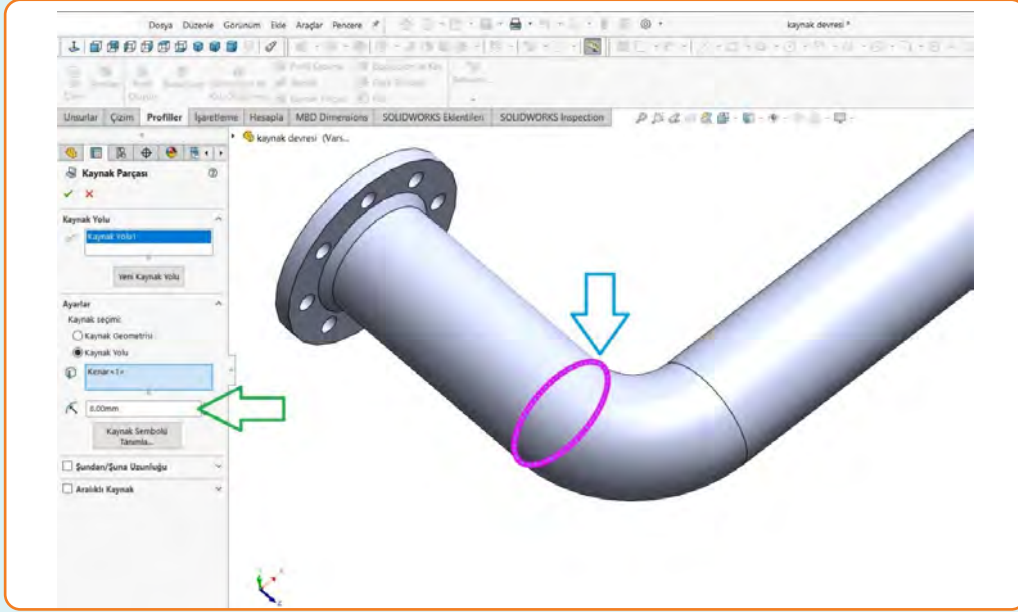 Dosya Düzenle Görünüm Ekle Araçlar Pencere
kaynak devresi *
Unsurlar Çizim Profiller İşaretleme Hesapla MBD Dimensions SOLIDWORKS Eklentileri SOLIDWORKS Inspection
kaynak devresi (Vars...
Kaynak Parçası
Kaynak Yolu
Kaynak Yolu1
Yeni Kaynak Yolu
Ayarlar
Kaynak seçimi:
Kaynak Geometrisi
Kaynak Yolu
Kenar<1>
Kaynak Sembolü
Tanımla...
Şundan/Şuna Uzunluğu
Aralıklı Kaynak